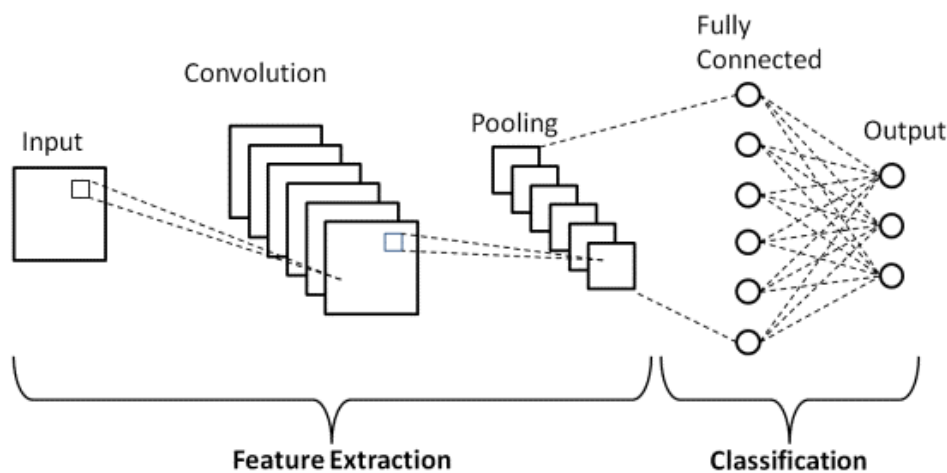 Fully
Connected
Convolution
Pooling
Output
Input
Feature Extraction
Classification